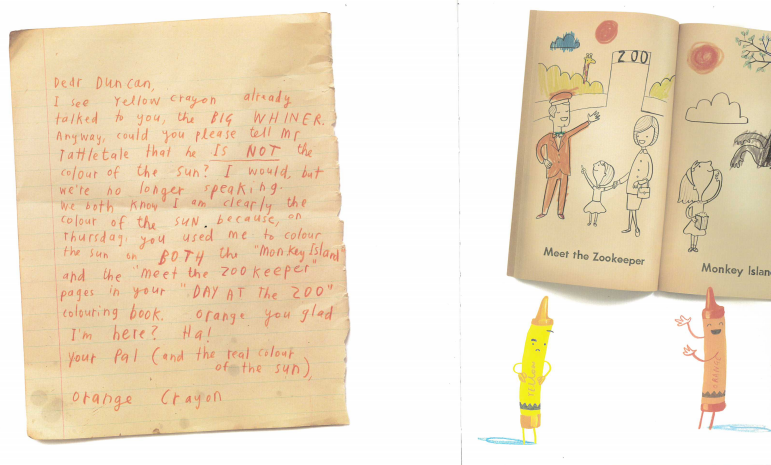 Dear Duncan,
I see Yellow crayon already
talked to you, the BIG WHINER.
Anyway, could you please tell Mr
Tattletale that he IS NOT the
colour of the sun? I would, but
we're no longer speaking.
We both know I am clearly the
colour of the sun because, on
Thursday, you used me to colour
the sun on BOTH the "Monkey Island"
and the "Meet the Zoo keeper"
pages in your "DAY AT THE ZOO"
colouring book. Orange you glad
I'm here? Ha!
Your pal (and the real colour
of the sun),
Orange Crayon
ZOO
Meet the Zookeeper
Monkey Islan
YELLOW
ORANGE